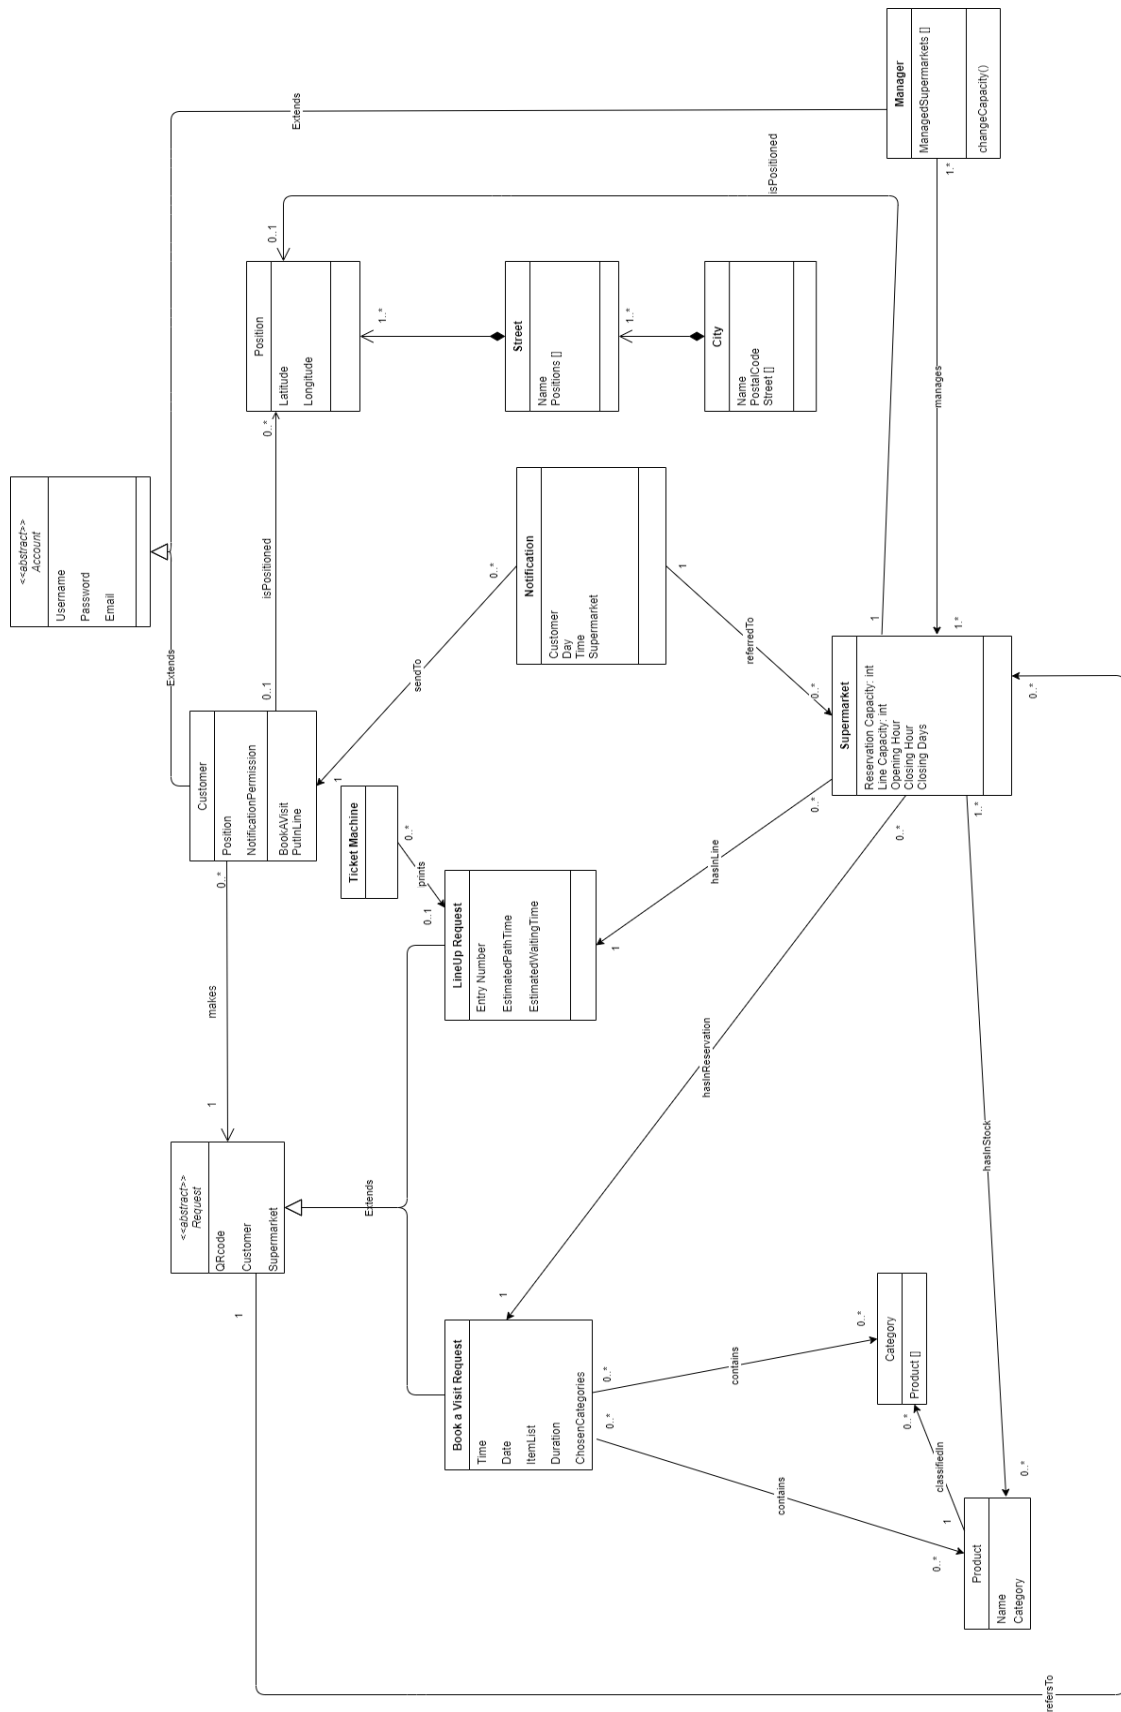 <<abstract>>
Account
Username
Password
Email
Extends
Extends
Customer
Position
NotificationPermission
BookAVisit
PutInLine
0..1
isPositioned
0..*
Position
Latitude
Longitude
0..1
isPositioned
1
1..*
Street
Name
Positions []
1..*
City
Name
PostalCode
Street []
Manager
ManagedSupermarkets []
changeCapacity()
1.*
manages
1..*
Notification
Customer
Day
Time
Supermarket
0..*
sendTo
1
1
referredTo
0..*
Supermarket
Reservation Capacity: int
Line Capacity: int
Opening Hour
Closing Hour
Closing Days
Ticket Machine
0..*
prints
0..1
LineUp Request
Entry Number
EstimatedPathTime
EstimatedWaitingTime
0..*
hasInLine
1
0..*
hasInReservation
1
1..*
hasInStock
0..*
0..*
makes
1
<<abstract>>
Request
QRcode
Customer
Supermarket
Extends
1
refersTo
0..*
Book a Visit Request
Time
Date
ItemList
Duration
ChosenCategories
0..*
contains
0..*
0..*
contains
0..*
Category
Product []
0..*
classifiedIn
1
Product
Name
Category